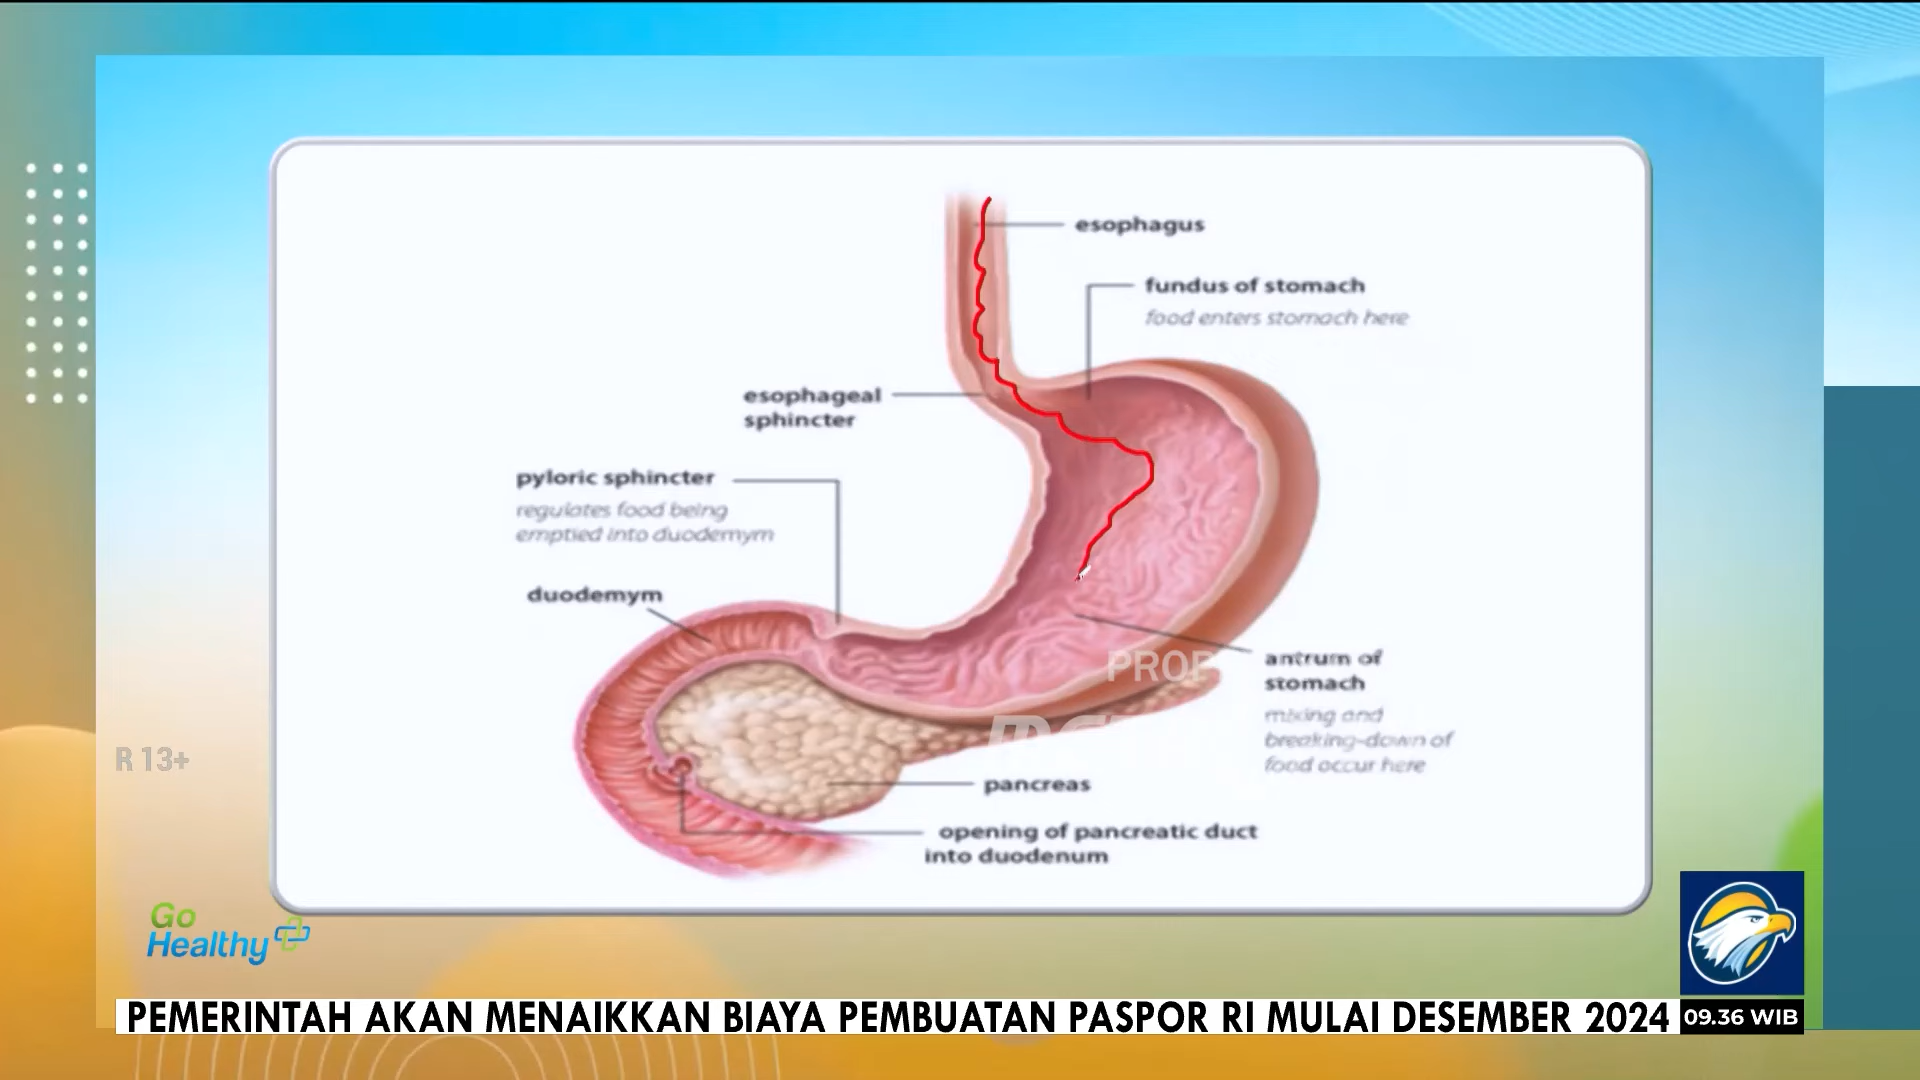 esophagus
fundus of stomach
food enters stomach here
esophageal
sphincter
pyloric sphincter
regulates food being
emptied into duodemym
duodemym
antrum of
stomach
mixing and
breaking-down of
food occur here
pancreas
opening of pancreatic duct
into duodenum
PROP
R 13+
Go
Healthy
PEMERINTAH AKAN MENAIKKAN BIAYA PEMBUATAN PASPOR RI MULAI DESEMBER 2024
09.36 WIB